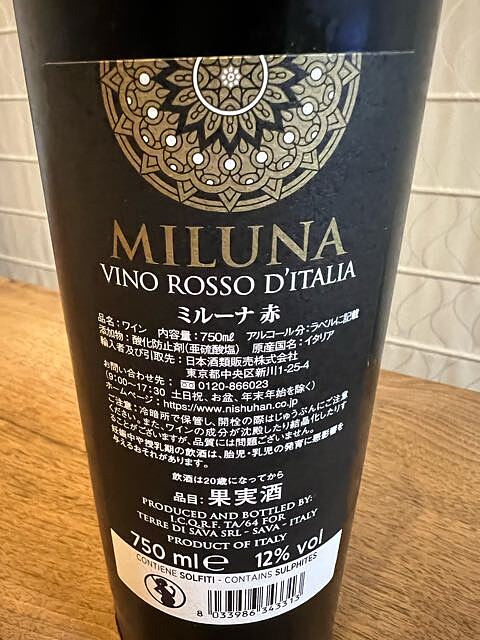 MILUNA
VINO ROSSO D'ITALIA
ミルーナ 赤
品名:ワイン 内容量:750mℓ アルコール分:ラベルに記載
添加物:酸化防止剤(亜硫酸塩) 原産国名:イタリア
輸入者及び引取先:日本酒類販売株式会社
東京都中央区新川1-25-4
お問い合わせ先: 0120-866023
(9:00〜17:30 土日祝、お盆、年末年始を除く)
ホームページ:https://www.nishuhan.co.jp
ご注意:冷暗所で保管し、開栓の際はじゅうぶんにご注意
ください。また、ワインの成分が沈殿したり結晶化したりす
ることがございますが、品質には問題ございません。
妊娠中や授乳期の飲酒は、胎児・乳児の発育に悪影響を
与えるおそれがあります。
飲酒は20歳になってから
品目:果実酒
PRODUCED AND BOTTLED BY:
I.C.Q.R.F. TA/64 FOR
TERRE DI SAVA SRL - SAVA - ITALY
PRODUCT OF ITALY
750 ml e 12% vol
CONTIENE SOLFITI - CONTAINS SULPHITES
8 033986 343313